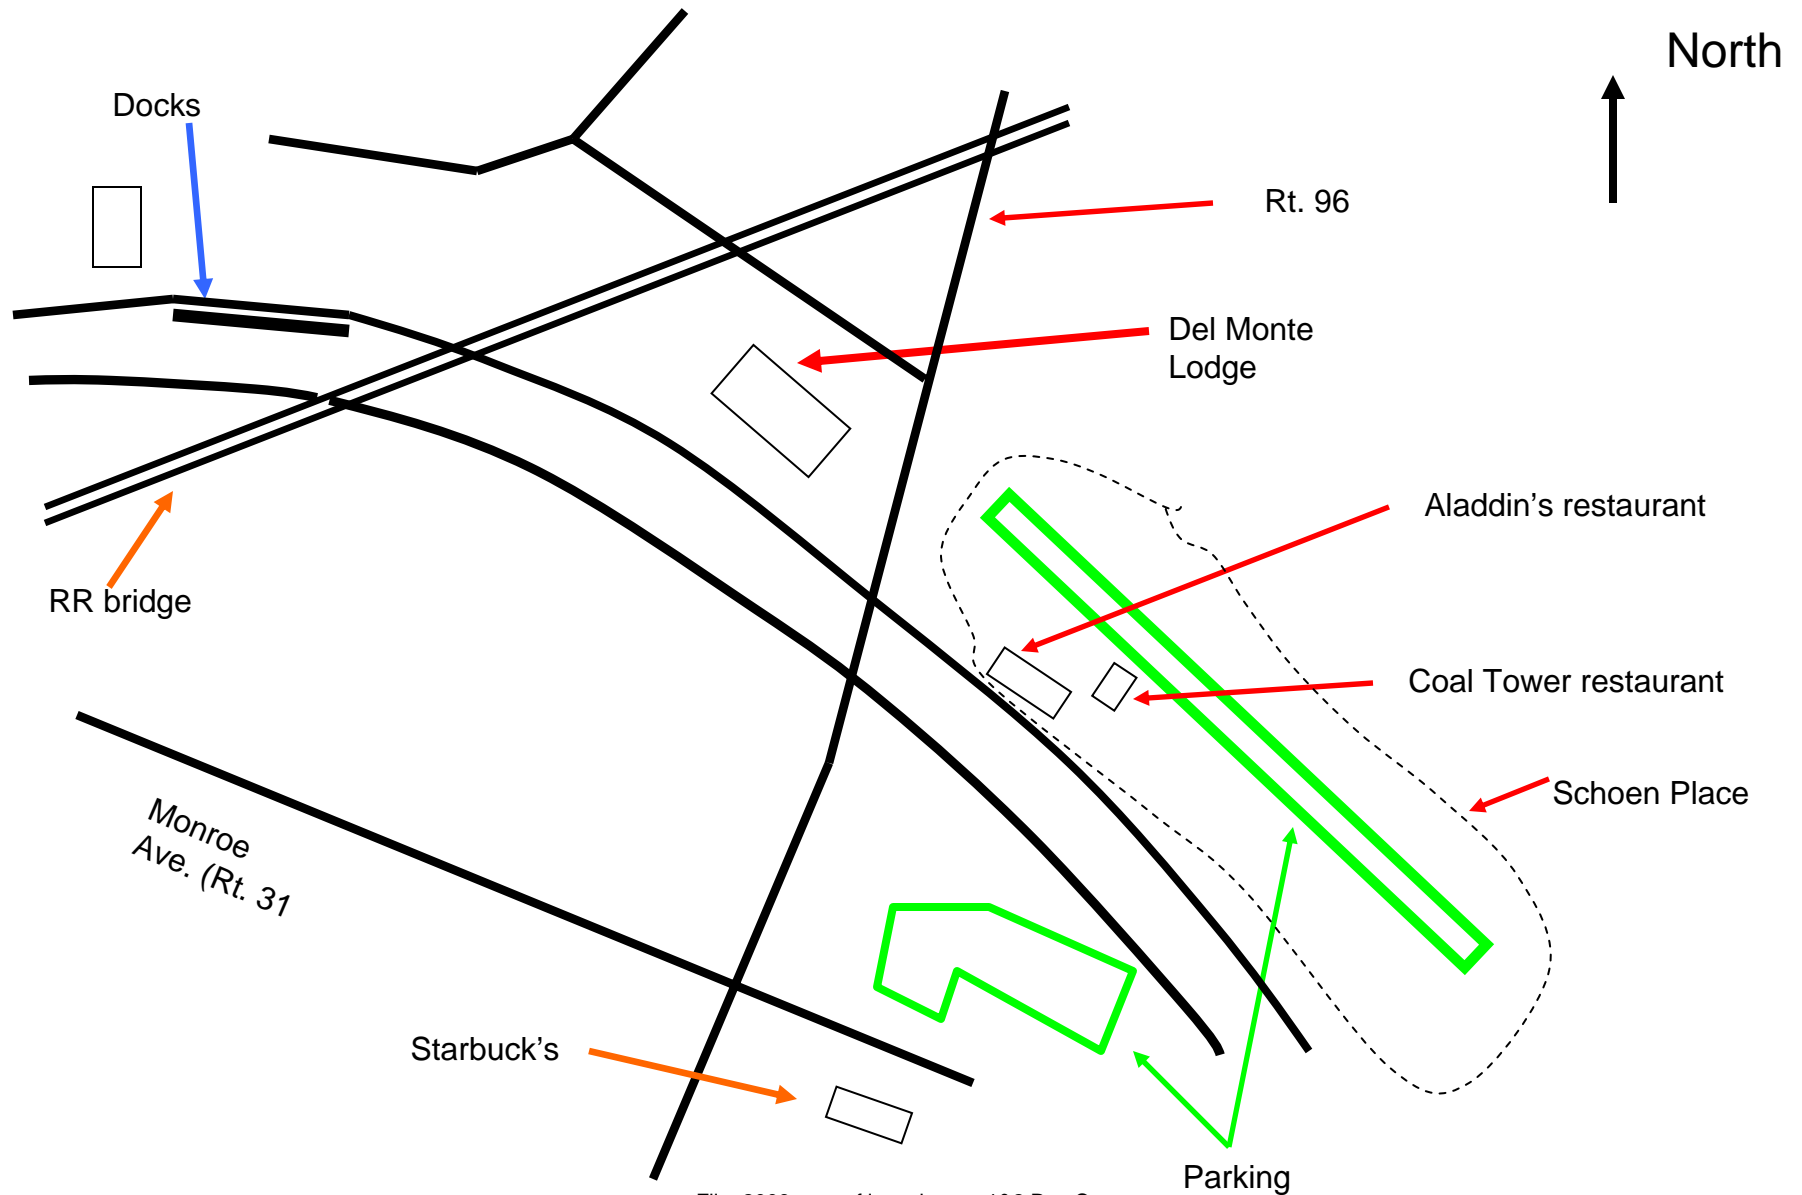 North
Docks
Rt. 96
Del Monte
Lodge
Aladdin's restaurant
RR bridge
Coal Tower restaurant
Schoen Place
Monroe
Ave. (Rt. 31
Starbuck's
Parking